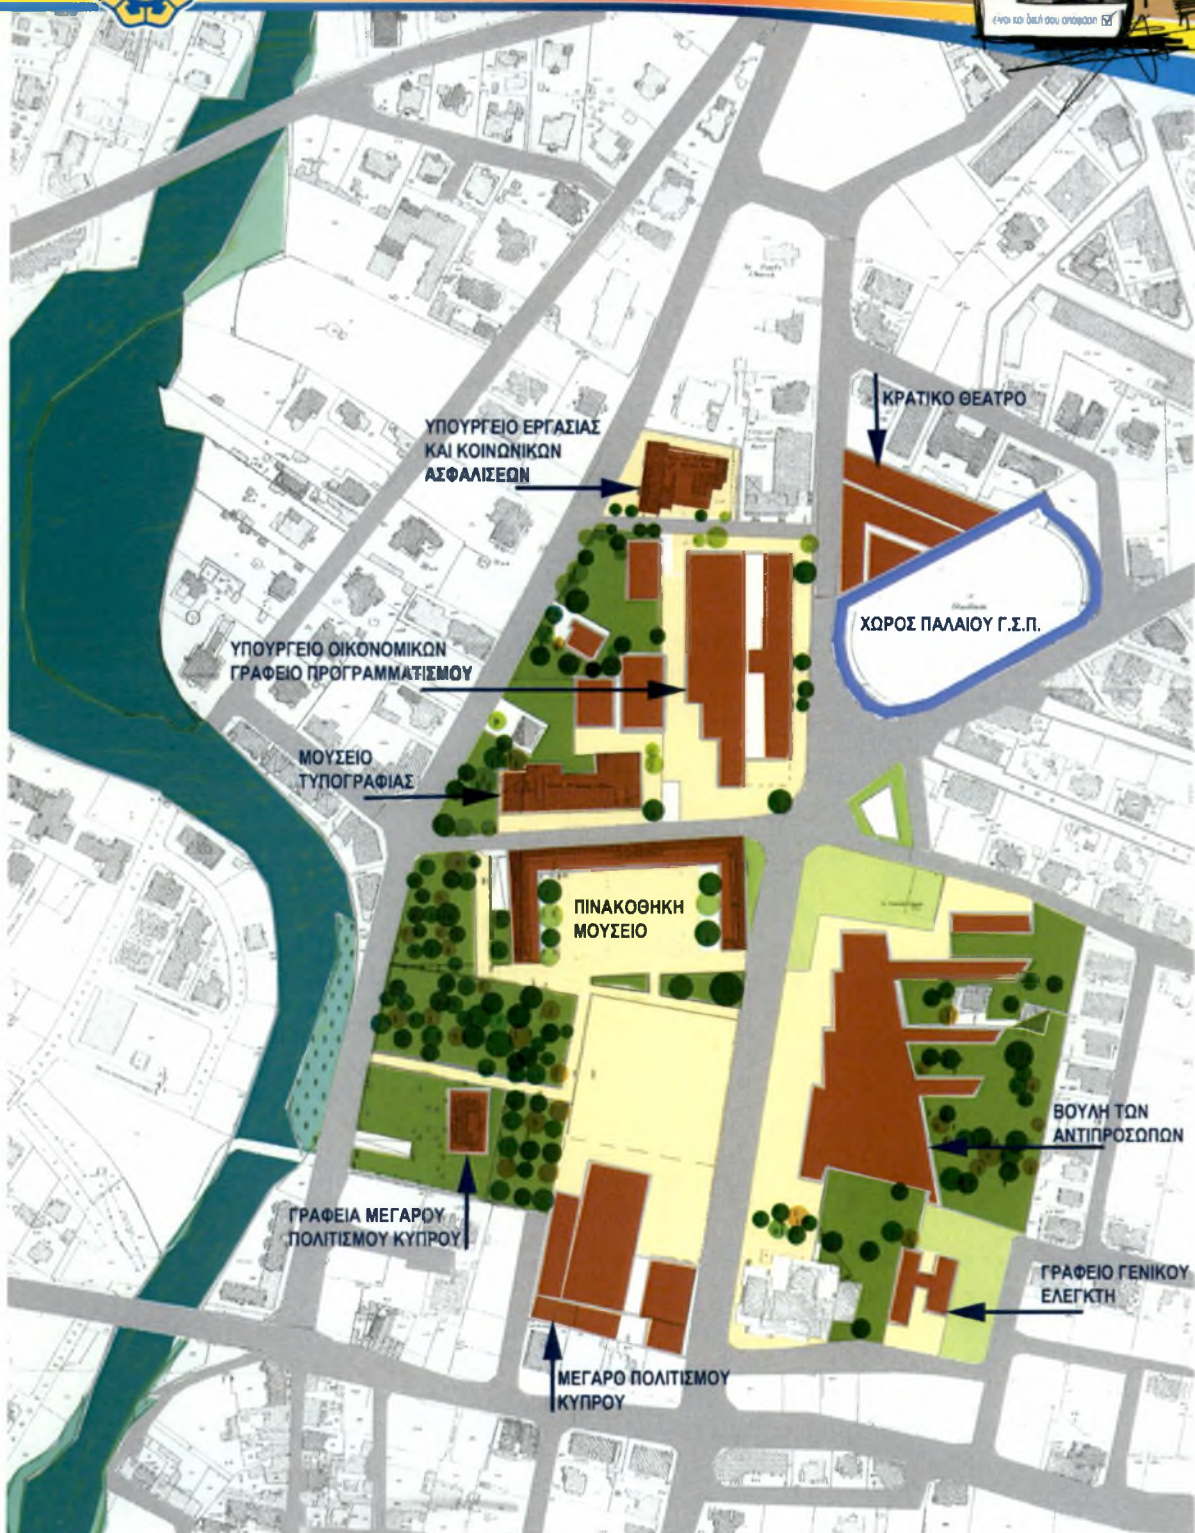 ΚΡΑΤΙΚΟ ΘΕΑΤΡΟ
ΥΠΟΥΡΓΕΙΟ ΕΡΓΑΣΙΑΣ
ΚΑΙ ΚΟΙΝΩΝΙΚΩΝ
ΑΣΦΑΛΙΣΕΩΝ
ΧΩΡΟΣ ΠΑΛΑΙΟΥ Γ.Σ.Π.
ΥΠΟΥΡΓΕΙΟ ΟΙΚΟΝΟΜΙΚΩΝ
ΓΡΑΦΕΙΟ ΠΡΟΓΡΑΜΜΑΤΙΣΜΟΥ
ΜΟΥΣΕΙΟ
ΤΥΠΟΓΡΑΦΙΑΣ
ΠΙΝΑΚΟΘΗΚΗ
ΜΟΥΣΕΙΟ
ΒΟΥΛΗ ΤΩΝ
ΑΝΤΙΠΡΟΣΩΠΩΝ
ΓΡΑΦΕΙΑ ΜΕΓΑΡΟΥ
ΠΟΛΙΤΙΣΜΟΥ ΚΥΠΡΟΥ
ΓΡΑΦΕΙΟ ΓΕΝΙΚΟΥ
ΕΛΕΓΚΤΗ
ΜΕΓΑΡΟ ΠΟΛΙΤΙΣΜΟΥ
ΚΥΠΡΟΥ